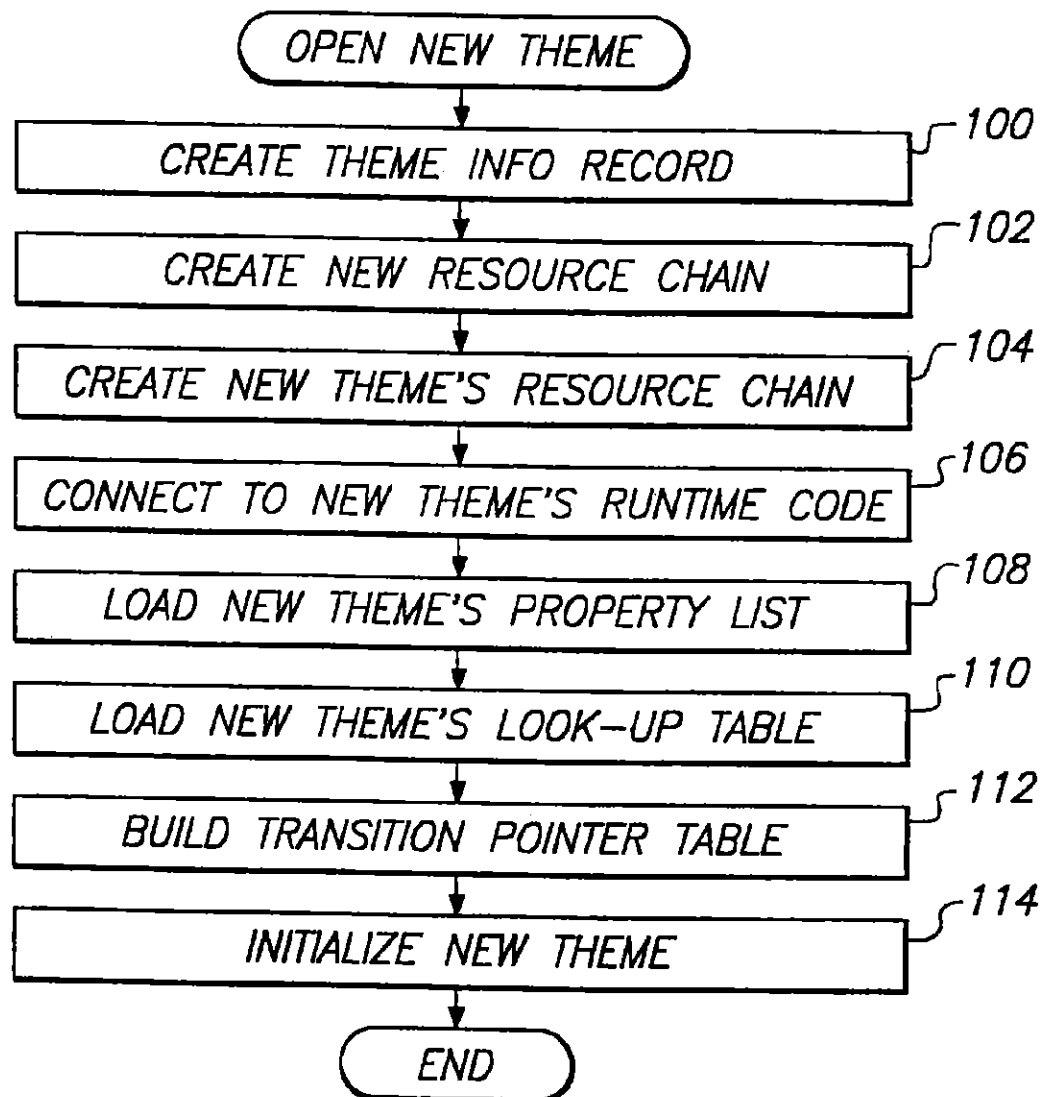 OPEN NEW THEME
CREATE THEME INFO RECORD
100
CREATE NEW RESOURCE CHAIN
102
CREATE NEW THEME'S RESOURCE CHAIN
104
CONNECT TO NEW THEME'S RUNTIME CODE
106
LOAD NEW THEME'S PROPERTY LIST
108
LOAD NEW THEME'S LOOK-UP TABLE
110
BUILD TRANSITION POINTER TABLE
112
INITIALIZE NEW THEME
114
END